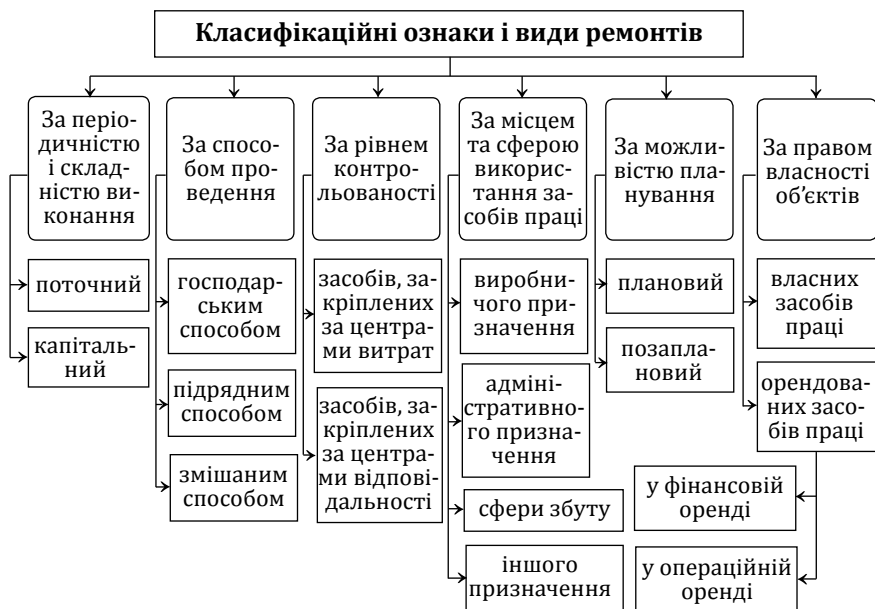 Класифікаційні ознаки і види ремонтів
За періо-
дичністю
і склад-
ністю ви-
конання
поточний
капіталь-
ний
За спосо-
бом про-
ведення
господар-
ським
способом
підрядним
способом
змішаним
способом
За рівнем
контро-
льованості
засобів, за-
кріплених
за центра-
ми витрат
засобів, за-
кріплених
за центра-
ми відпові-
дальності
За місцем
та сферою
викорис-
тання за-
собів праці
виробни-
чого при-
значення
адміні-
стративно-
го призна-
чення
сфери збуту
іншого
призначення
За можли-
вістю пла-
нування
плановий
позапла-
новий
За правом
власності
об’єктів
власних
засобів
праці
орендова-
них засо-
бів праці
у фінансовій
оренді
у операційній
оренді